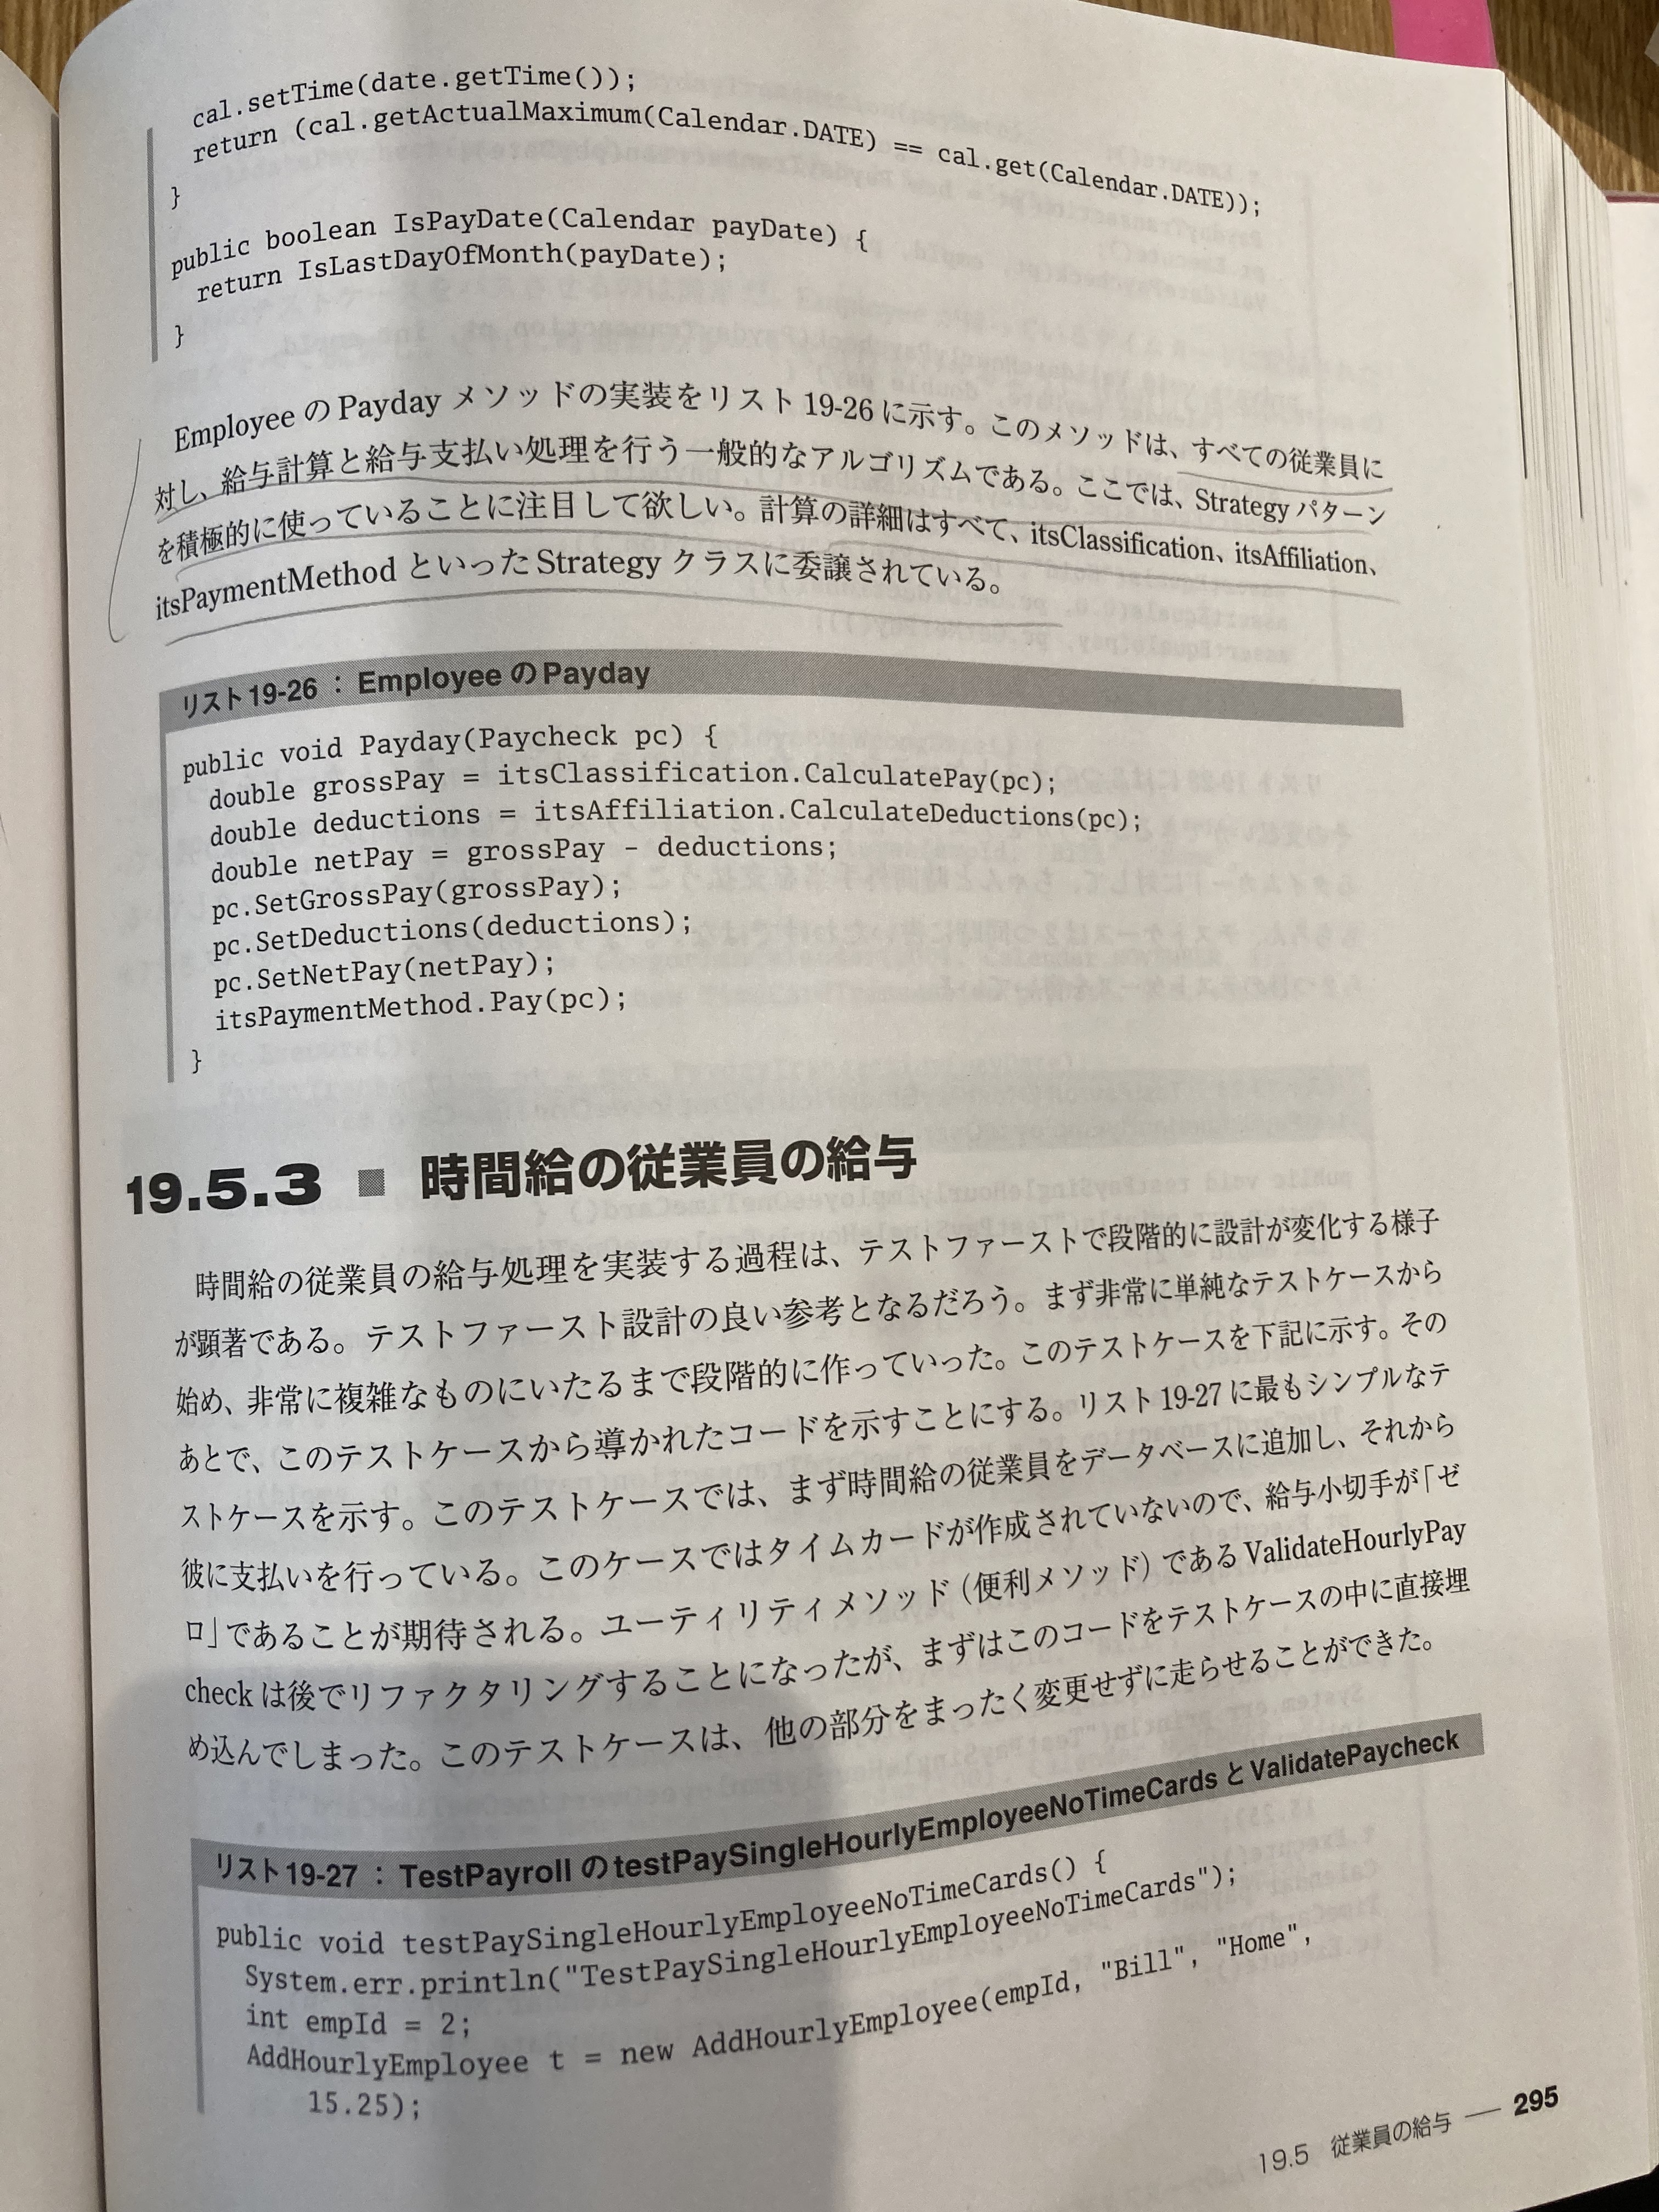 cal.setTime(date.getTime());
return (cal.getActualMaximum(Calendar.DATE) == cal.get(Calendar.DATE));
}
public boolean IsPayDate(Calendar payDate) {
return IsLastDayOfMonth(payDate);
}
EmployeeのPaydayメソッドの実装をリスト19-26に示す。このメソッドは、すべての従業員に
対し、給与計算と給与支払い処理を行う一般的なアルゴリズムである。ここでは、Strategyパターン
を積極的に使っていることに注目して欲しい。計算の詳細はすべて、itsClassification、itsAffiliation、
itsPaymentMethodといったStrategyクラスに委譲されている。
リスト19-26：EmployeeのPayday
public void Payday(Paycheck pc) {
double grossPay = itsClassification.CalculatePay(pc);
double deductions = itsAffiliation.CalculateDeductions(pc);
double netPay = grossPay - deductions;
pc.SetGrossPay(grossPay);
pc.SetDeductions(deductions);
pc.SetNetPay(netPay);
itsPaymentMethod.Pay(pc);
}
19.5.3 ■ 時間給の従業員の給与
時間給の従業員の給与処理を実装する過程は、テストファーストで段階的に設計が変化する様子
が顕著である。テストファースト設計の良い参考となるだろう。まず非常に単純なテストケースから
始め、非常に複雑なものにいたるまで段階的に作っていった。このテストケースを下記に示す。その
あとで、このテストケースから導かれたコードを示すことにする。リスト19-27に最もシンプルなテ
ストケースを示す。このテストケースでは、まず時間給の従業員をデータベースに追加し、それから
彼に支払いを行っている。このケースではタイムカードが作成されていないので、給与小切手が「ゼ
ロ」であることが期待される。ユーティリティメソッド（便利メソッド）であるValidateHourlyPay
checkは後でリファクタリングすることになったが、まずはこのコードをテストケースの中に直接埋
め込んでしまった。このテストケースは、他の部分をまったく変更せずに走らせることができた。
リスト19-27：TestPayrollのtestPaySingleHourlyEmployeeNoTimeCardsとValidatePaycheck
public void testPaySingleHourlyEmployeeNoTimeCards() {
System.err.println("TestPaySingleHourlyEmployeeNoTimeCards");
int empId = 2;
AddHourlyEmployee t = new AddHourlyEmployee(empId, "Bill", "Home",
15.25);
19.5 従業員の給与 — 295